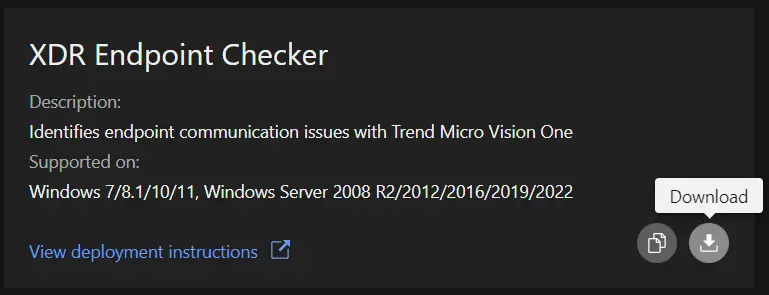 XDR Endpoint Checker
Description:
Identifies endpoint communication issues with Trend Micro Vision One
Supported on:
Windows 7/8.1/10/11, Windows Server 2008 R2/2012/2016/2019/2022
Download
View deployment instructions